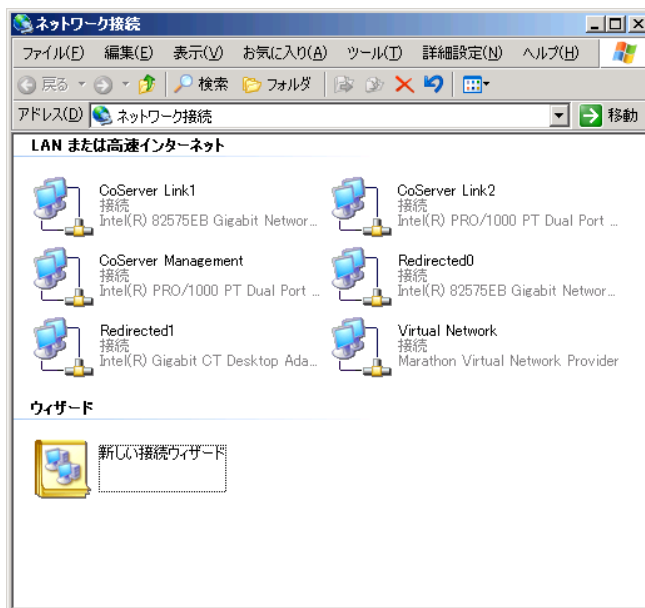 ネットワーク接続
ファイル(F) 編集(E) 表示(V) お気に入り(A) ツール(T) 詳細設定(N) ヘルプ(H)
戻る 検索 フォルダ
アドレス(D) ネットワーク接続 移動
LAN または高速インターネット
CoServer Link1
接続
Intel(R) 82575EB Gigabit Networ...
CoServer Link2
接続
Intel(R) PRO/1000 PT Dual Port ...
CoServer Management
接続
Intel(R) PRO/1000 PT Dual Port ...
Redirected0
接続
Intel(R) 82575EB Gigabit Networ...
Redirected1
接続
Intel(R) Gigabit CT Desktop Ada...
Virtual Network
接続
Marathon Virtual Network Provider
ウィザード
新しい接続ウィザード